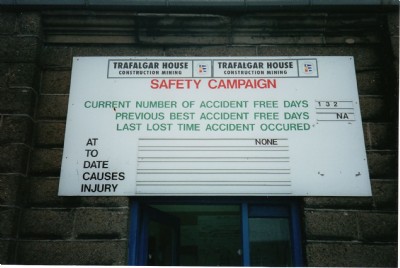 TRAFALGAR HOUSE TRAFALGAR HOUSE
CONSTRUCTION MINING CONSTRUCTION MINING
SAFETY CAMPAIGN
CURRENT NUMBER OF ACCIDENT FREE DAYS 132
PREVIOUS BEST ACCIDENT FREE DAYS NA
LAST LOST TIME ACCIDENT OCCURED
AT NONE
TO
DATE
CAUSES
INJURY